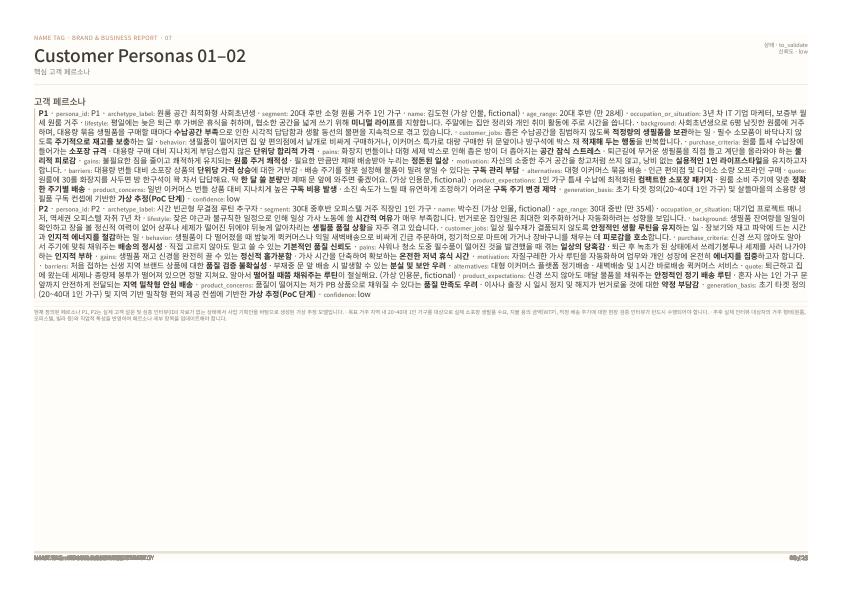 NAME TAG · BRAND & BUSINESS REPORT · 07
상태 · to_validate
신뢰도 · low
Customer Personas 01–02
핵심 고객 페르소나
고객 페르소나
P1 · persona_id: P1 · archetype_label: 원룸 공간 최적화형 사회초년생 · segment: 20대 후반 소형 원룸 거주 1인 가구 · name: 김도현 (가상 인물, fictional) · age_range: 20대 후반 (만 28세) · occupation_or_situation: 3년 차 IT 기업 마케터, 보증부 월
세 원룸 거주 · lifestyle: 평일에는 늦은 퇴근 후 가벼운 휴식을 취하며, 협소한 공간을 넓게 쓰기 위해 미니멀 라이프를 지향합니다. 주말에는 집안 정리와 개인 취미 활동에 주로 시간을 씁니다. · background: 사회초년생으로 6평 남짓한 원룸에 거주
하며, 대용량 묶음 생필품을 구매할 때마다 수납공간 부족으로 인한 시각적 답답함과 생활 동선의 불편을 지속적으로 겪고 있습니다. · customer_jobs: 좁은 수납공간을 침범하지 않도록 적정량의 생필품을 보관하는 일 · 필수 소모품이 바닥나지 않
도록 주기적으로 재고를 보충하는 일 · behavior: 생필품이 떨어지면 집 앞 편의점에서 낱개로 비싸게 구매하거나, 이커머스 특가로 대량 구매한 뒤 문앞이나 방구석에 박스 채 적재해 두는 행동을 반복합니다. · purchase_criteria: 원룸 틈새 수납장에
들어가는 소포장 규격 · 대용량 구매 대비 지나치게 부담스럽지 않은 단위당 합리적 가격 · pains: 화장지 번들이나 대형 세제 박스로 인해 좁은 방이 더 좁아지는 공간 잠식 스트레스 · 퇴근길에 무거운 생필품을 직접 들고 계단을 올라와야 하는 물
리적 피로감 · gains: 불필요한 짐을 줄이고 쾌적하게 유지되는 원룸 주거 쾌적성 · 필요한 만큼만 제때 배송받아 누리는 정돈된 일상 · motivation: 자신의 소중한 주거 공간을 창고처럼 쓰지 않고, 낭비 없는 실용적인 1인 라이프스타일을 유지하고자
합니다. · barriers: 대용량 번들 대비 소포장 상품의 단위당 가격 상승에 대한 거부감 · 배송 주기를 잘못 설정해 물품이 밀려 쌓일 수 있다는 구독 관리 부담 · alternatives: 대형 이커머스 묶음 배송 · 인근 편의점 및 다이소 소량 오프라인 구매 · quote:
원룸에 30롤 화장지를 사두면 방 한구석이 꽉 차서 답답해요. 딱 한 달 쓸 분량만 제때 문 앞에 와주면 좋겠어요. (가상 인용문, fictional) · product_expectations: 1인 가구 틈새 수납에 최적화된 컴팩트한 소포장 패키지 · 원룸 소비 주기에 맞춘 정확
한 주기별 배송 · product_concerns: 일반 이커머스 번들 상품 대비 지나치게 높은 구독 비용 발생 · 소진 속도가 느릴 때 유연하게 조정하기 어려운 구독 주기 변경 제약 · generation_basis: 초기 타겟 정의(20~40대 1인 가구) 및 살뜰마을의 소용량 생
필품 구독 컨셉에 기반한 가상 추정(PoC 단계) · confidence: low
P2 · persona_id: P2 · archetype_label: 시간 빈곤형 무결점 루틴 추구자 · segment: 30대 중후반 오피스텔 거주 직장인 1인 가구 · name: 박수진 (가상 인물, fictional) · age_range: 30대 중반 (만 35세) · occupation_or_situation: 대기업 프로젝트 매니
저, 역세권 오피스텔 자취 7년 차 · lifestyle: 잦은 야근과 불규칙한 일정으로 인해 일상 가사 노동에 쓸 시간적 여유가 매우 부족합니다. 번거로운 집안일은 최대한 외주화하거나 자동화하려는 성향을 보입니다. · background: 생필품 잔여량을 일일이
확인하고 장을 볼 정신적 여력이 없어 샴푸나 세제가 떨어진 뒤에야 뒤늦게 알아차리는 생필품 품절 상황을 자주 겪고 있습니다. · customer_jobs: 일상 필수재가 결품되지 않도록 안정적인 생활 루틴을 유지하는 일 · 장보기와 재고 파악에 드는 시간
과 인지적 에너지를 절감하는 일 · behavior: 생필품이 다 떨어졌을 때 밤늦게 퀵커머스나 익일 새벽배송으로 비싸게 긴급 주문하며, 정기적으로 마트에 가거나 장바구니를 채우는 데 피로감을 호소합니다. · purchase_criteria: 신경 쓰지 않아도 알아
서 주기에 맞춰 채워주는 배송의 정시성 · 직접 고르지 않아도 믿고 쓸 수 있는 기본적인 품질 신뢰도 · pains: 샤워나 청소 도중 필수품이 떨어진 것을 발견했을 때 겪는 일상의 당혹감 · 퇴근 후 녹초가 된 상태에서 쓰레기봉투나 세제를 사러 나가야
하는 인지적 부하 · gains: 생필품 재고 신경을 완전히 끌 수 있는 정신적 홀가분함 · 가사 시간을 단축하여 확보하는 온전한 저녁 휴식 시간 · motivation: 자질구레한 가사 루틴을 자동화하여 업무와 개인 성장에 온전히 에너지를 집중하고자 합니다.
· barriers: 처음 접하는 신생 지역 브랜드 상품에 대한 품질 검증 불확실성 · 부재중 문 앞 배송 시 발생할 수 있는 분실 및 보안 우려 · alternatives: 대형 이커머스 플랫폼 정기배송 · 새벽배송 및 1시간 바로배송 퀵커머스 서비스 · quote: 퇴근하고 집
에 왔는데 세제나 종량제 봉투가 떨어져 있으면 정말 지쳐요. 알아서 떨어질 때쯤 채워주는 루틴이 절실해요. (가상 인용문, fictional) · product_expectations: 신경 쓰지 않아도 매달 물품을 채워주는 안정적인 정기 배송 루틴 · 혼자 사는 1인 가구 문
앞까지 안전하게 전달되는 지역 밀착형 안심 배송 · product_concerns: 품질이 떨어지는 저가 PB 상품으로 채워질 수 있다는 품질 만족도 우려 · 이사나 출장 시 일시 정지 및 해지가 번거로울 것에 대한 약정 부담감 · generation_basis: 초기 타겟 정의
(20~40대 1인 가구) 및 지역 기반 밀착형 편의 제공 컨셉에 기반한 가상 추정(PoC 단계) · confidence: low